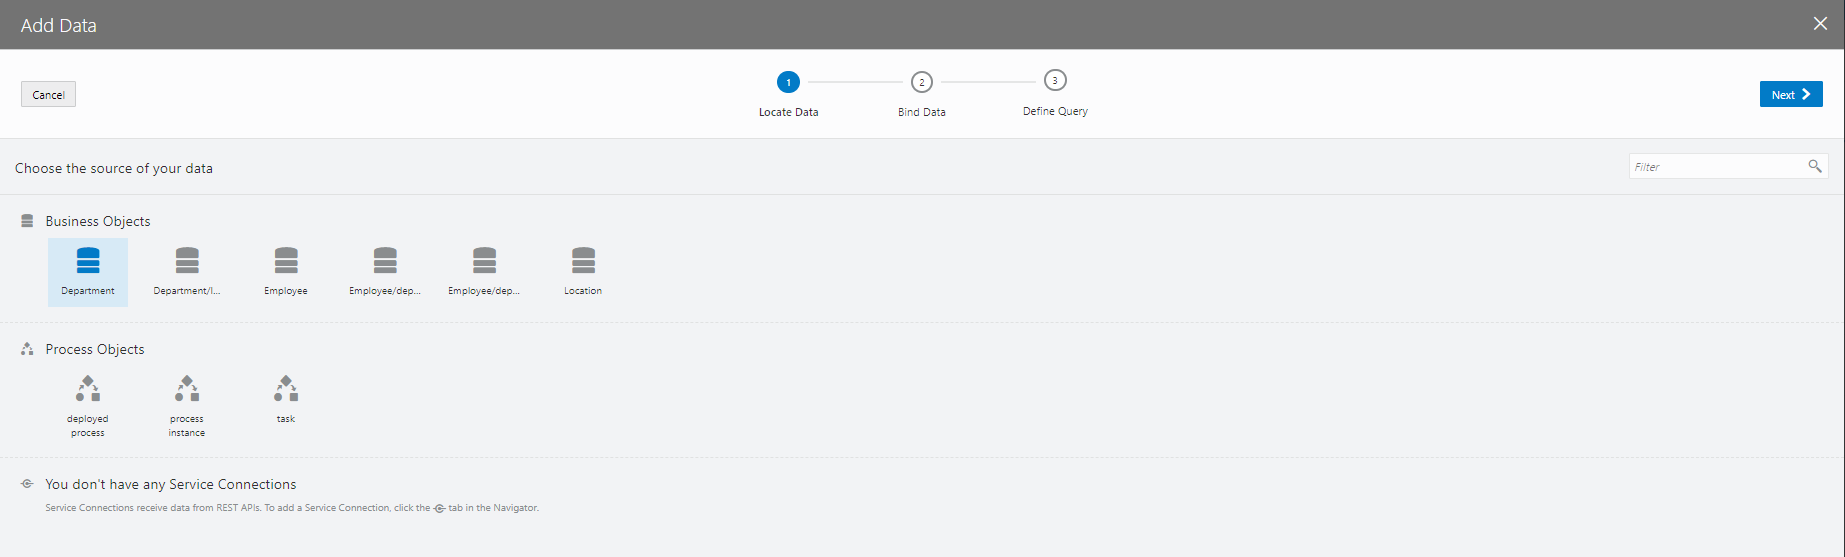 Add Data
Cancel
1
2
3
Locate Data
Bind Data
Define Query
Next
Choose the source of your data
Filter
Business Objects
Department
Department/l...
Employee
Employee/dep...
Employee/dep...
Location
Process Objects
deployed
process
process
instance
task
You don't have any Service Connections
Service Connections receive data from REST APIs. To add a Service Connection, click the tab in the Navigator.